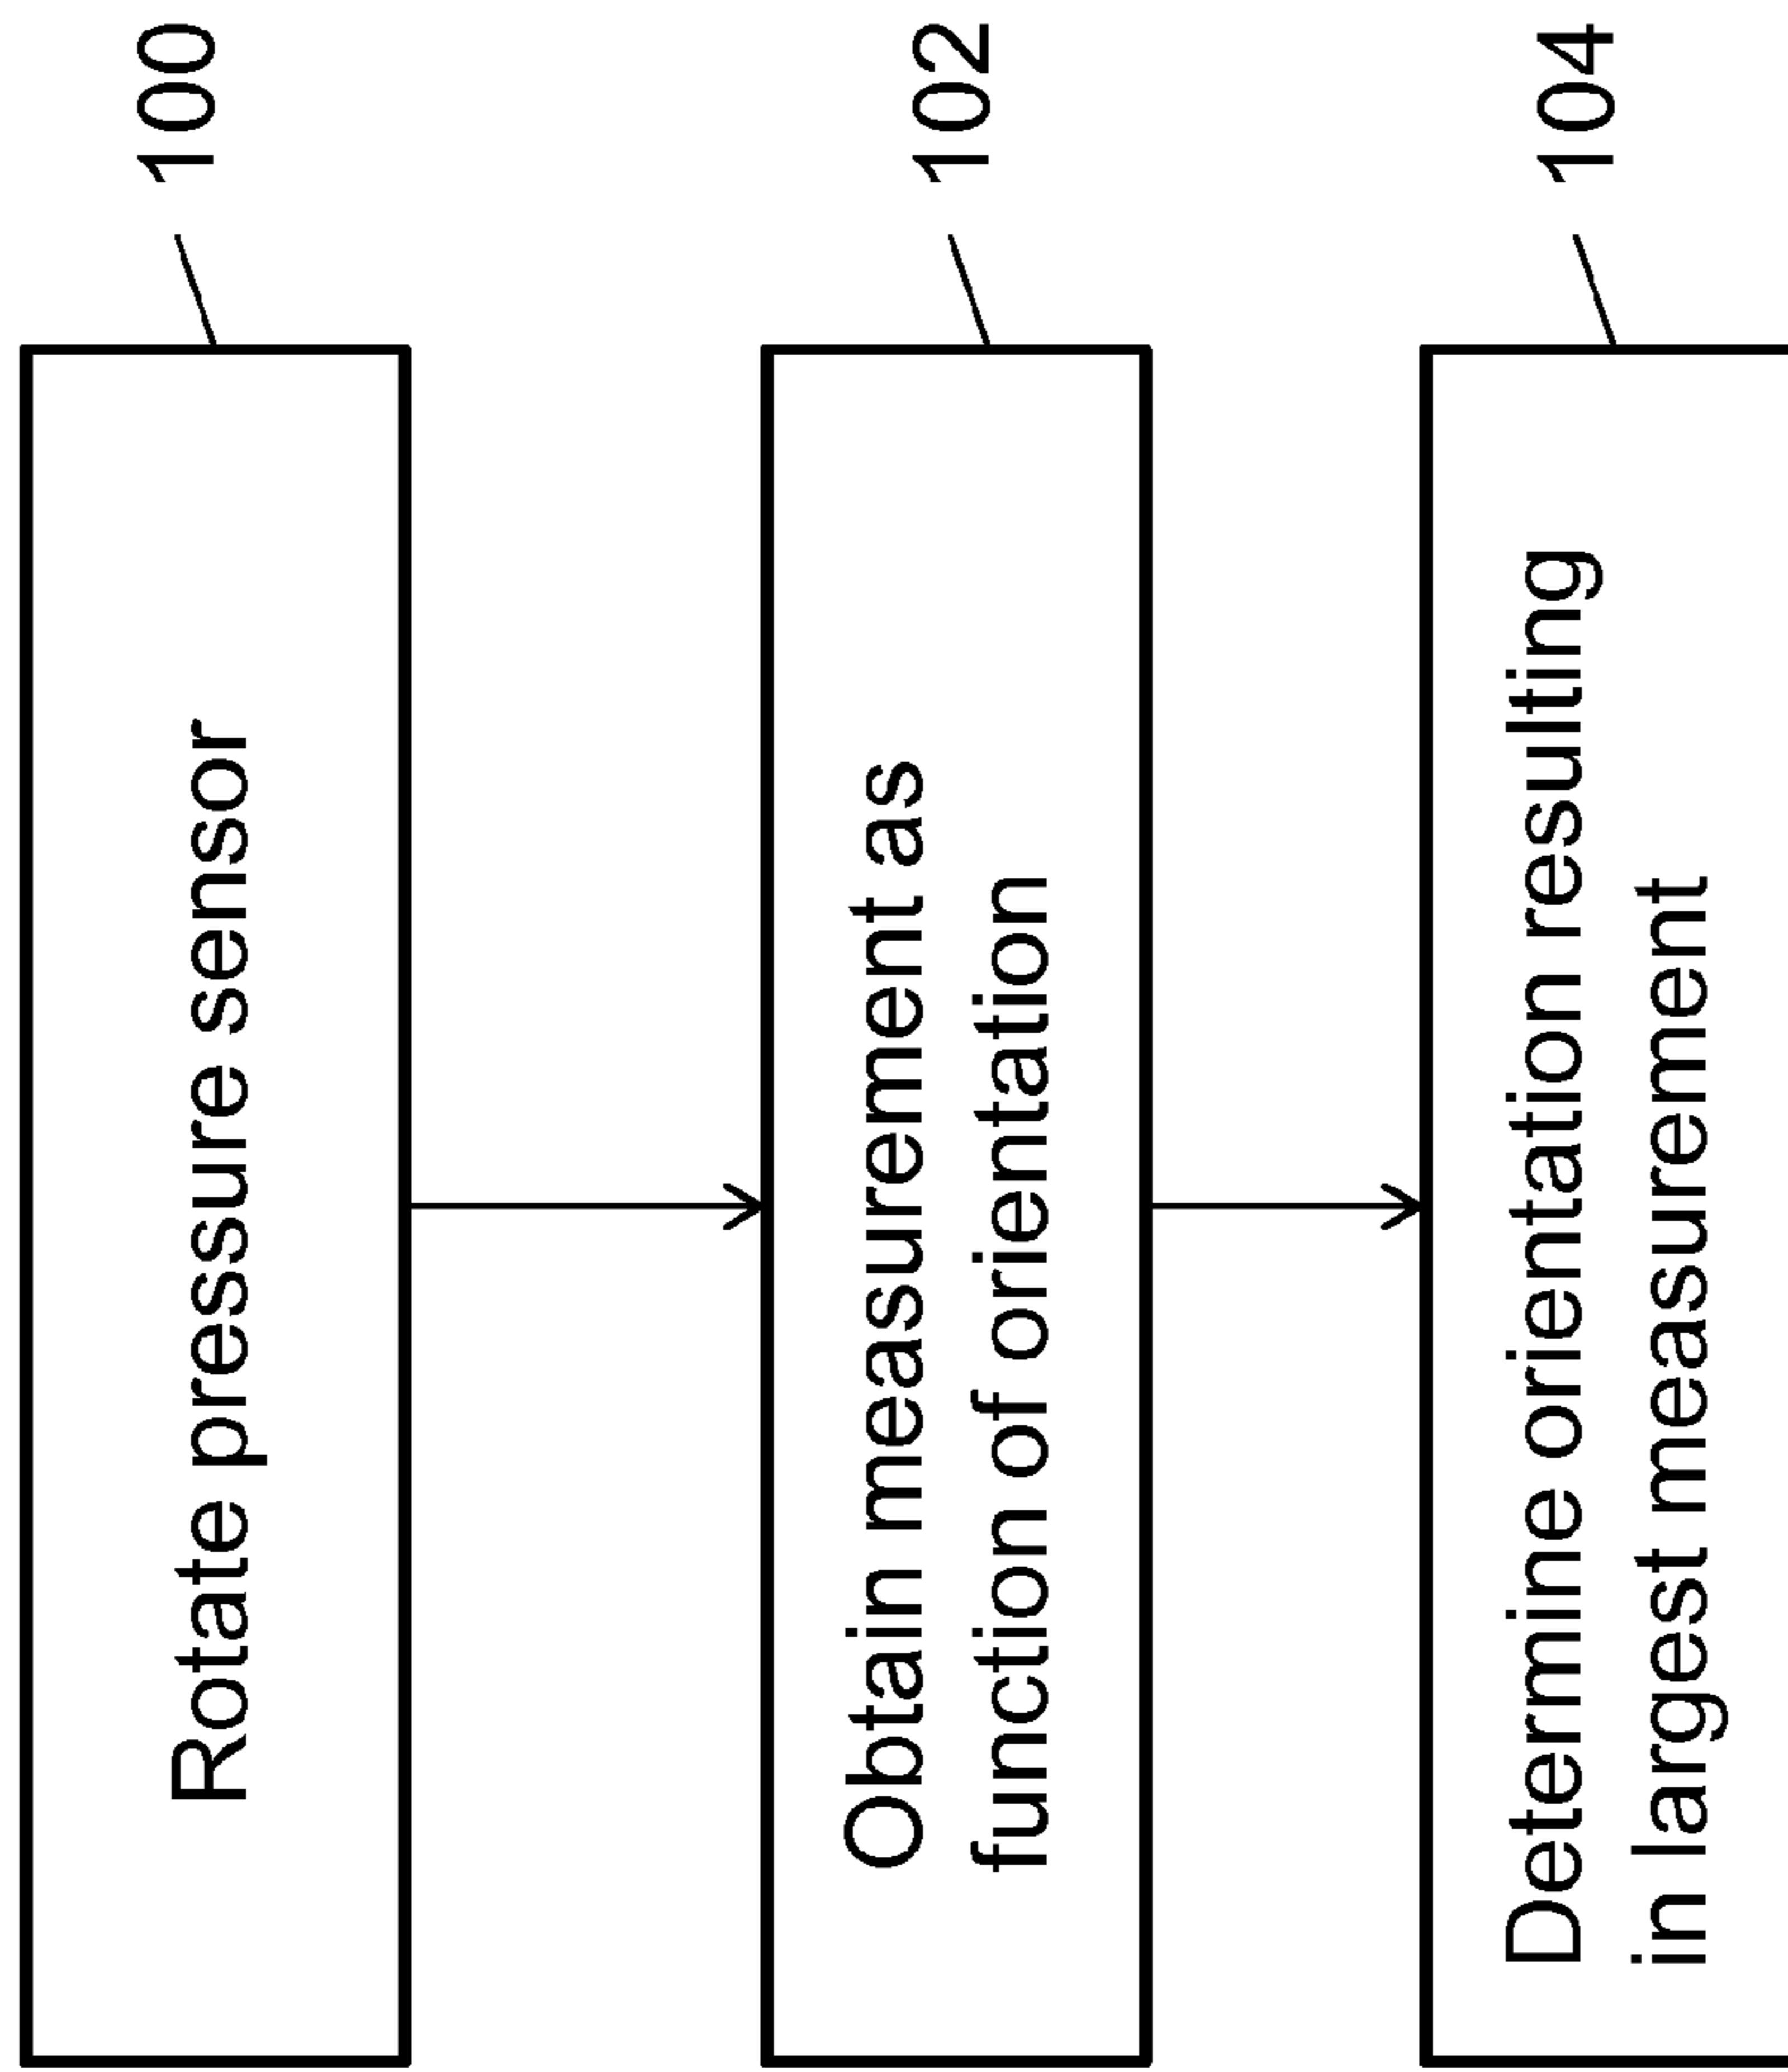 Rotate pressure sensor
100
Obtain measurement as
function of orientation
102
Determine orientation resulting
in largest measurement
104